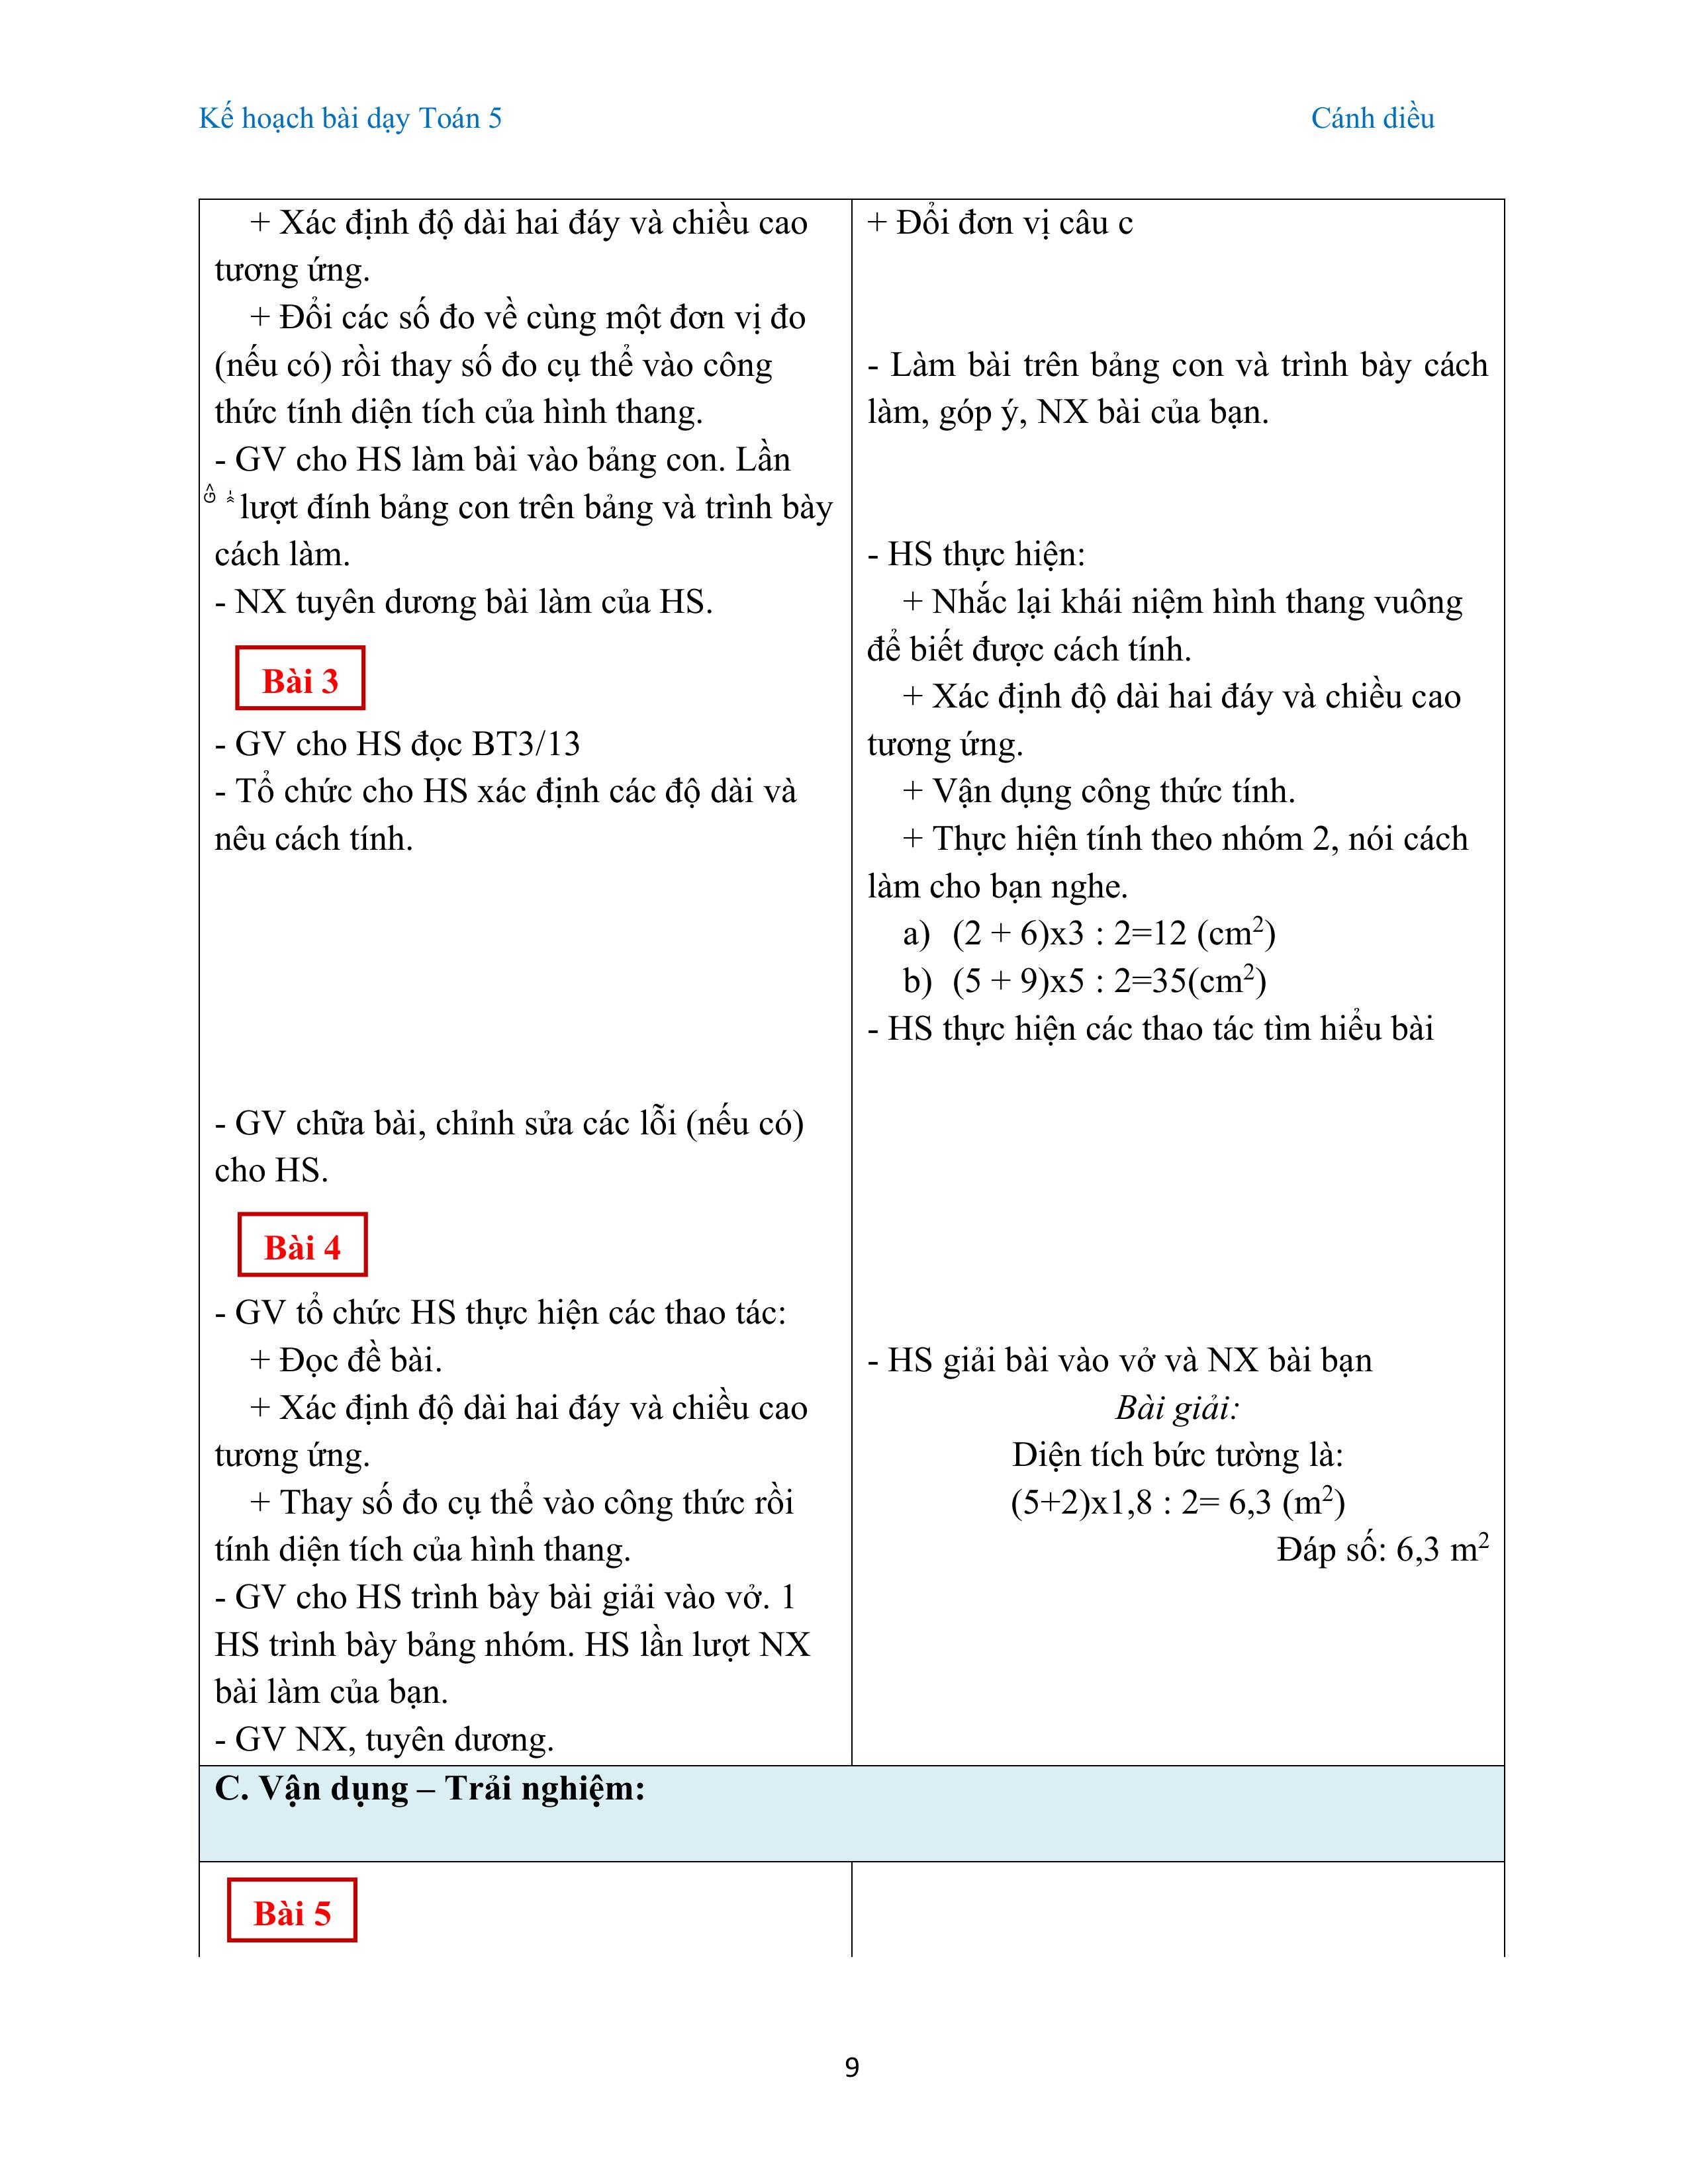 Kế hoạch bài dạy Toán 5
Cánh diều
+ Xác định độ dài hai đáy và chiều cao
tương ứng.
+ Đổi các số đo về cùng một đơn vị đo
(nếu có) rồi thay số đo cụ thể vào công
thức tính diện tích của hình thang.
- GV cho HS làm bài vào bảng con. Lần
lượt đính bảng con trên bảng và trình bày
cách làm.
- NX tuyên dương bài làm của HS.
Bài 3
- GV cho HS đọc BT3/13
- Tổ chức cho HS xác định các độ dài và
nêu cách tính.
- GV chữa bài, chỉnh sửa các lỗi (nếu có)
cho HS.
Bài 4
- GV tổ chức HS thực hiện các thao tác:
+ Đọc đề bài.
+ Xác định độ dài hai đáy và chiều cao
tương ứng.
+ Thay số đo cụ thể vào công thức rồi
tính diện tích của hình thang.
- GV cho HS trình bày bài giải vào vở. 1
HS trình bày bảng nhóm. HS lần lượt NX
bài làm của bạn.
- GV NX, tuyên dương.
+ Đổi đơn vị câu c
- Làm bài trên bảng con và trình bày cách
làm, góp ý, NX bài của bạn.
- HS thực hiện:
+ Nhắc lại khái niệm hình thang vuông
để biết được cách tính.
+ Xác định độ dài hai đáy và chiều cao
tương ứng.
+ Vận dụng công thức tính.
+ Thực hiện tính theo nhóm 2, nói cách
làm cho bạn nghe.
a) (2 + 6)x3 : 2=12 (cm²)
b) (5 + 9)x5 : 2=35(cm²)
- HS thực hiện các thao tác tìm hiểu bài
- HS giải bài vào vở và NX bài bạn
Bài giải:
Diện tích bức tường là:
(5+2)x1,8 : 2= 6,3 (m²)
Đáp số: 6,3 m²
C. Vận dụng – Trải nghiệm:
Bài 5
9